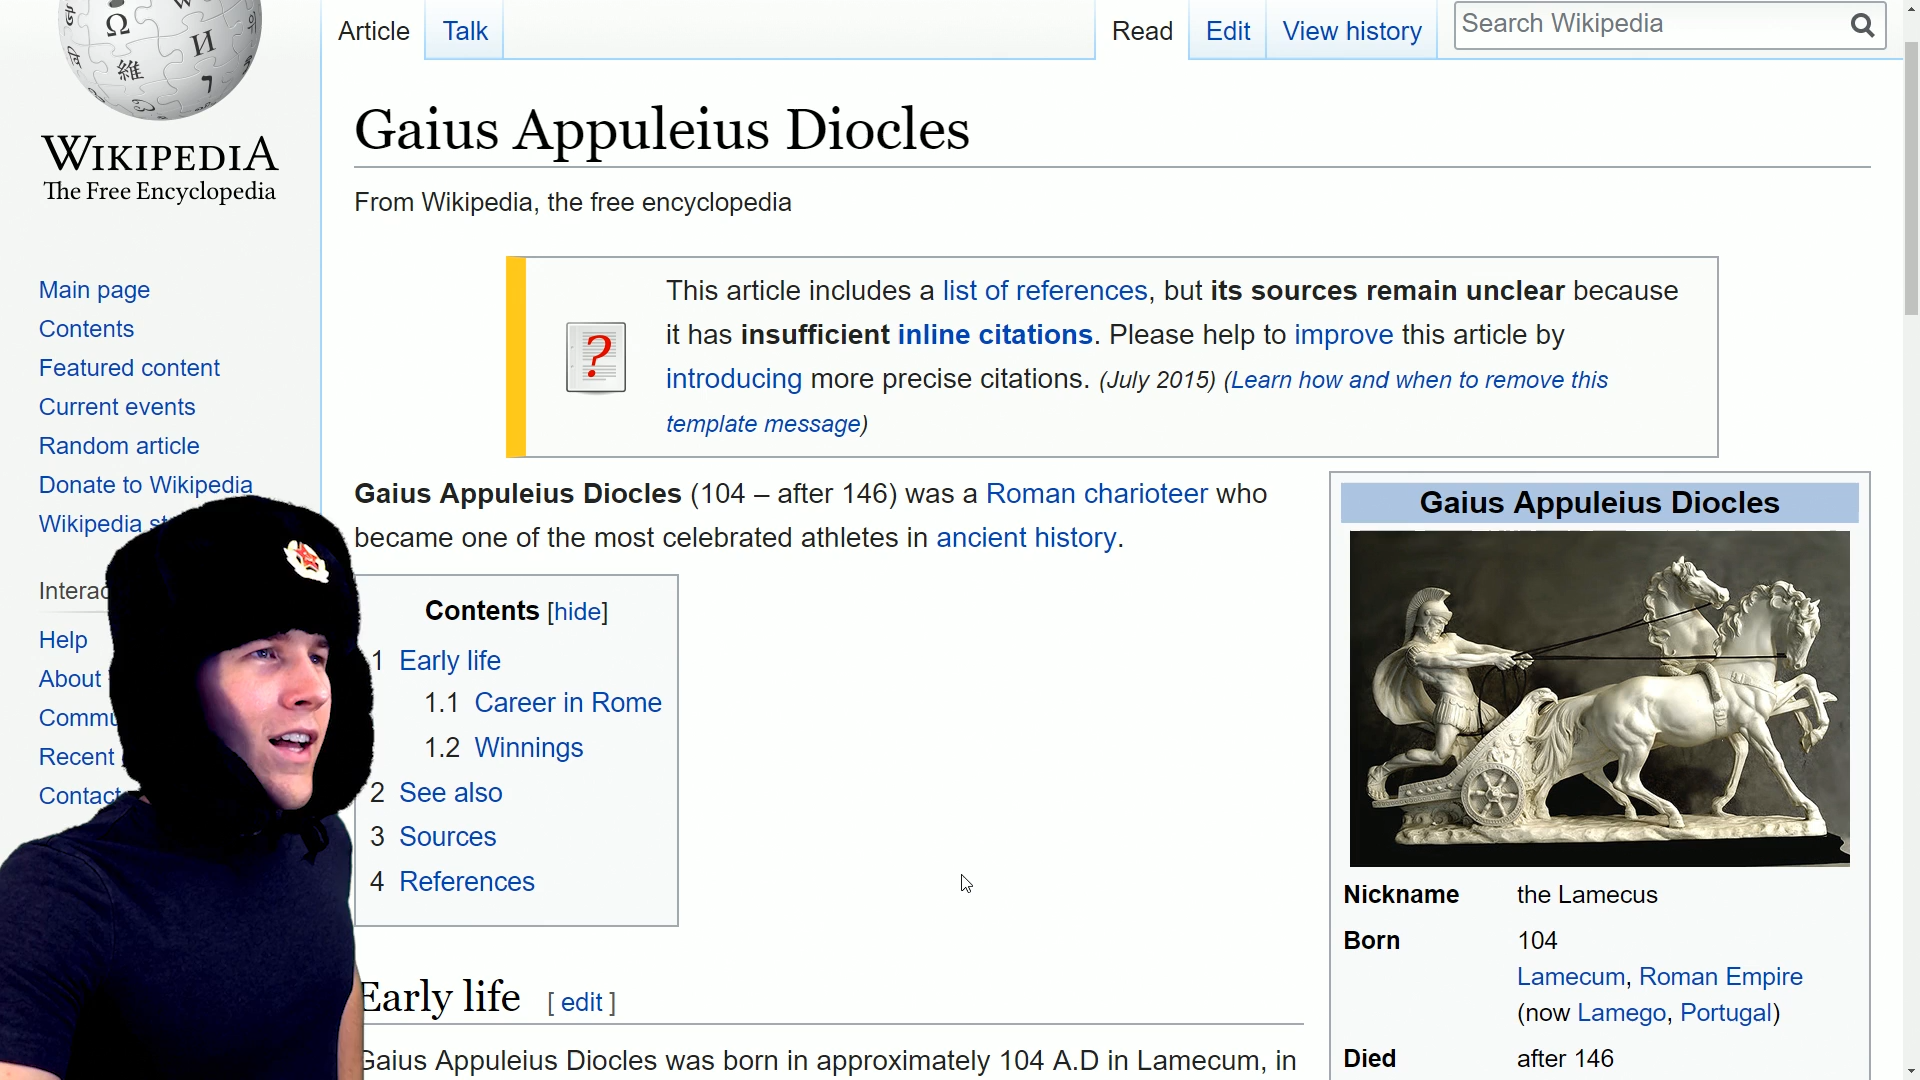 Article
Talk
Read
Edit
View history
Search Wikipedia
Ω
И
維
WIKIPEDIA
The Free Encyclopedia
Main page
Contents
Featured content
Current events
Random article
Donate to Wikipedia
Wikipedia
Help
About
Recent
Contact
Gaius Appuleius Diocles
From Wikipedia, the free encyclopedia
?
This article includes a list of references, but its sources remain unclear because
it has insufficient inline citations. Please help to improve this article by
introducing more precise citations. (July 2015) (Learn how and when to remove this
template message)
Gaius Appuleius Diocles (104 – after 146) was a Roman charioteer who
became one of the most celebrated athletes in ancient history.
Contents [hide]
1 Early life
1.1 Career in Rome
1.2 Winnings
2 See also
3 Sources
4 References
Early life [ edit ]
Gaius Appuleius Diocles was born in approximately 104 A.D in Lamecum, in
Gaius Appuleius Diocles
Nickname the Lamecus
Born 104
Lamecum, Roman Empire
(now Lamego, Portugal)
Died after 146